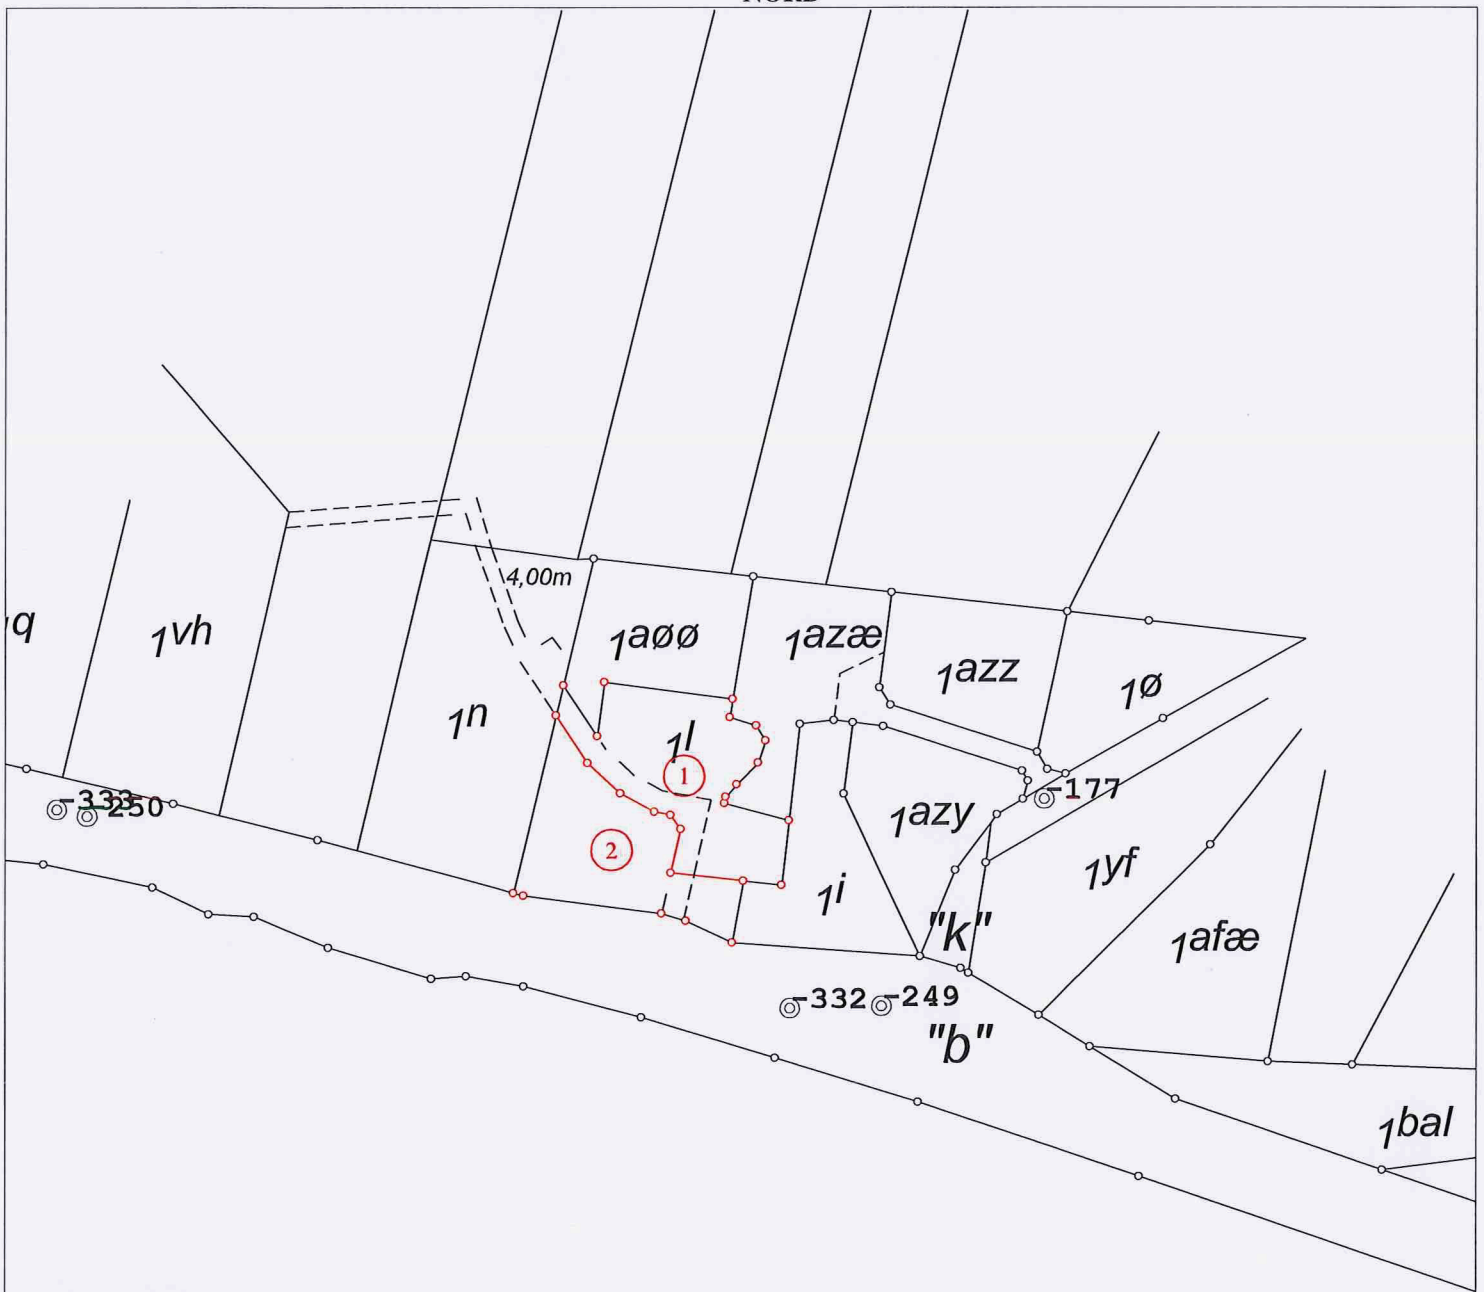 4,00m
1aøø
1azæ
1azz
1ø
q
1vh
1n
1l
1
-177
-333
-250
1azy
2
1yf
1i
"k"
1afæ
-332
-249
"b"
1bal